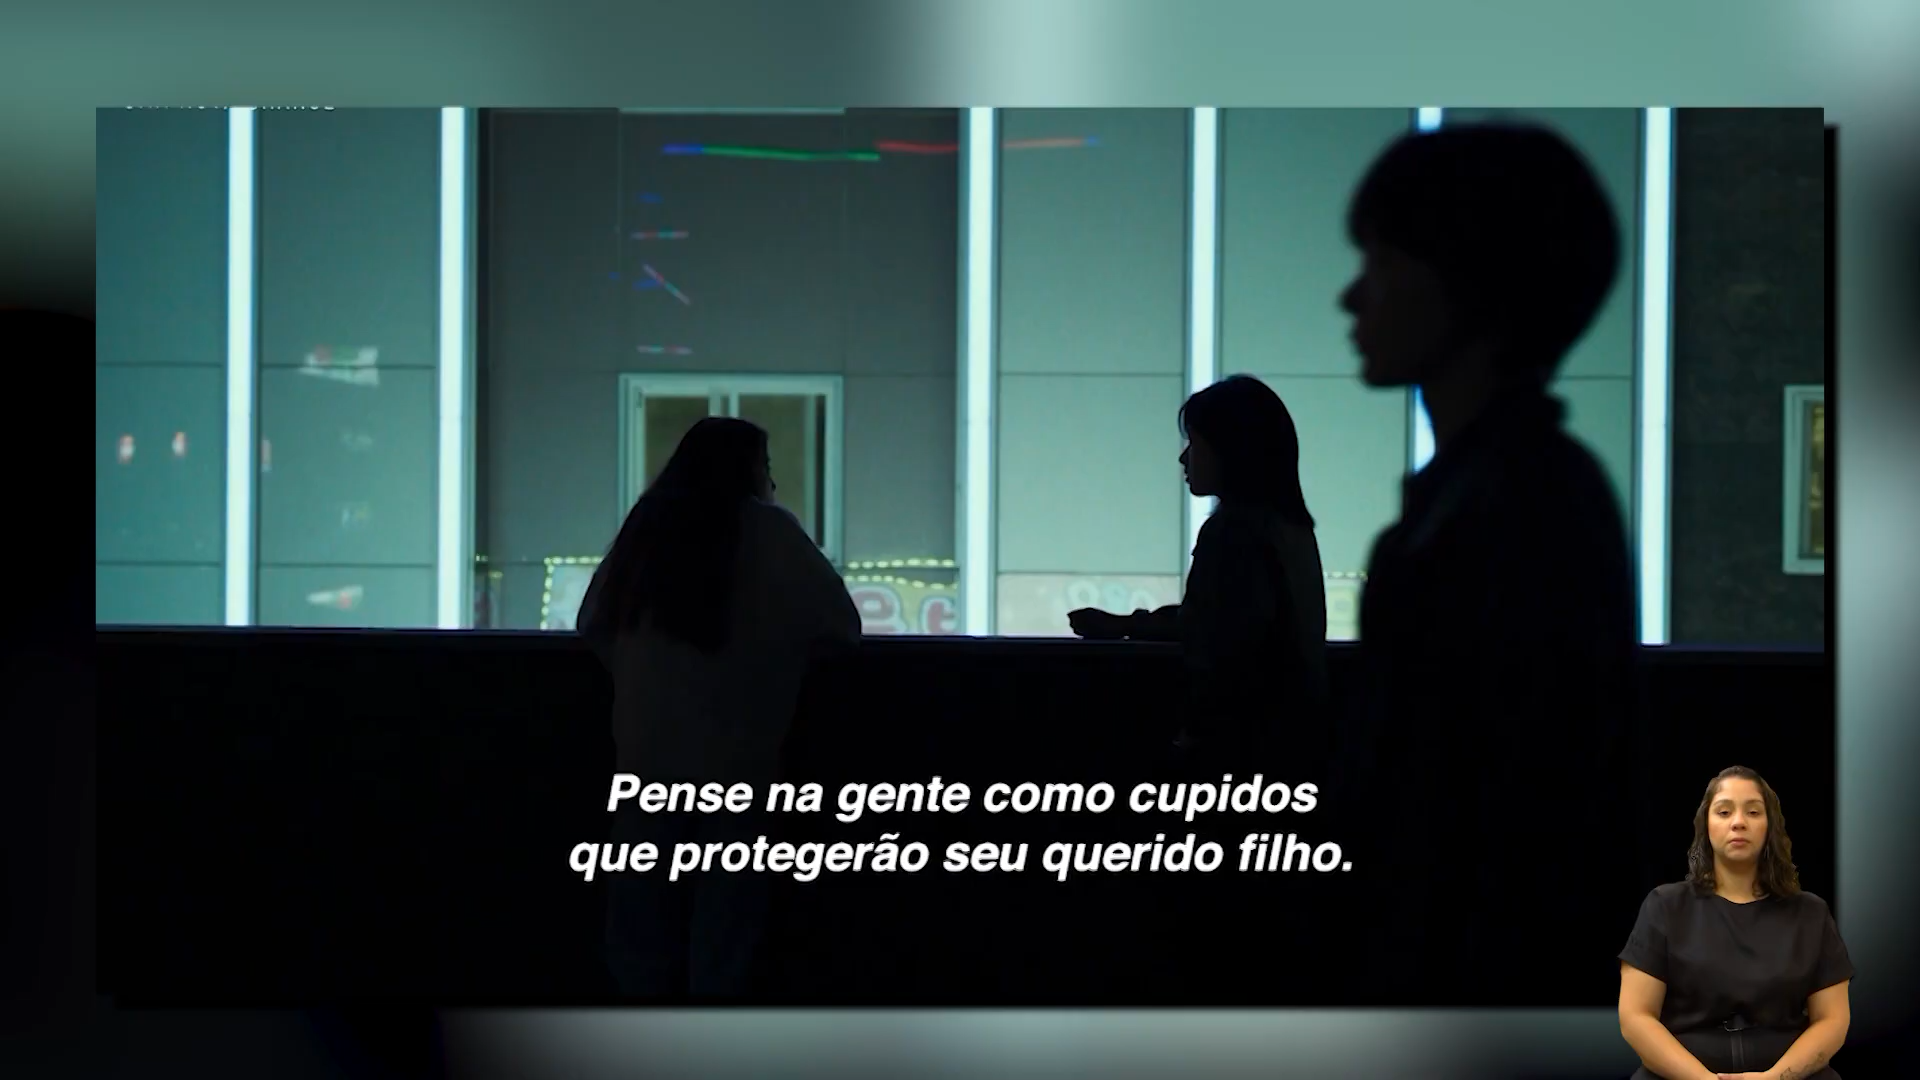 Pense na gente como cupidos
que protegerão seu querido filho.